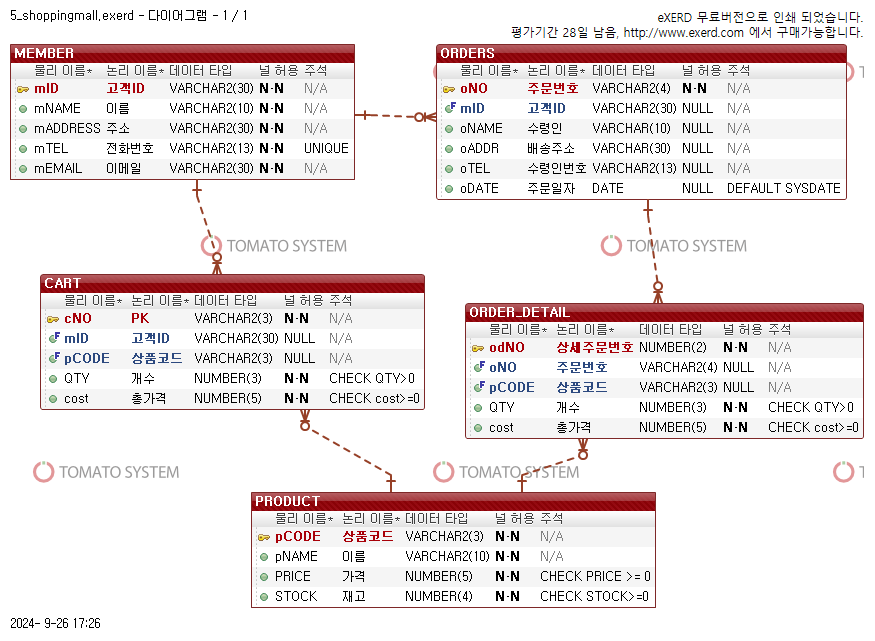 5_shoppingmall.exerd - 다이어그램 - 1 / 1
eXERD 무료버전으로 인쇄 되었습니다.
평가기간 28일 남음, http://www.exerd.com 에서 구매가능합니다.
MEMBER
물리 이름* 논리 이름* 데이터 타입 널 허용 주석
mID 고객ID VARCHAR2(30) N-N N/A
mNAME 이름 VARCHAR2(10) N-N N/A
mADDRESS 주소 VARCHAR2(30) N-N N/A
mTEL 전화번호 VARCHAR2(13) N-N UNIQUE
mEMAIL 이메일 VARCHAR2(30) N-N N/A
ORDERS
물리 이름* 논리 이름* 데이터 타입 널 허용 주석
oNO 주문번호 VARCHAR2(4) N-N N/A
mID 고객ID VARCHAR2(30) NULL N/A
oNAME 수령인 VARCHAR(10) NULL N/A
oADDR 배송주소 VARCHAR(30) NULL N/A
oTEL 수령인번호 VARCHAR2(13) NULL N/A
oDATE 주문일자 DATE NULL DEFAULT SYSDATE
TOMATO SYSTEM
TOMATO SYSTEM
CART
물리 이름* 논리 이름* 데이터 타입 널 허용 주석
cNO PK VARCHAR2(3) N-N N/A
mID 고객ID VARCHAR2(30) NULL N/A
pCODE 상품코드 VARCHAR2(3) NULL N/A
QTY 개수 NUMBER(3) N-N CHECK QTY>0
cost 총가격 NUMBER(5) N-N CHECK cost>=0
ORDER_DETAIL
물리 이름* 논리 이름* 데이터 타입 널 허용 주석
odNO 상세주문번호 NUMBER(2) N-N N/A
oNO 주문번호 VARCHAR2(4) NULL N/A
pCODE 상품코드 VARCHAR2(3) NULL N/A
QTY 개수 NUMBER(3) N-N CHECK QTY>0
cost 총가격 NUMBER(5) N-N CHECK cost>=0
TOMATO SYSTEM
TOMATO SYSTEM
PRODUCT
물리 이름* 논리 이름* 데이터 타입 널 허용 주석
pCODE 상품코드 VARCHAR2(3) N-N N/A
pNAME 이름 VARCHAR2(10) N-N N/A
PRICE 가격 NUMBER(5) N-N CHECK PRICE >= 0
STOCK 재고 NUMBER(4) N-N CHECK STOCK>=0
2024- 9-26 17:26